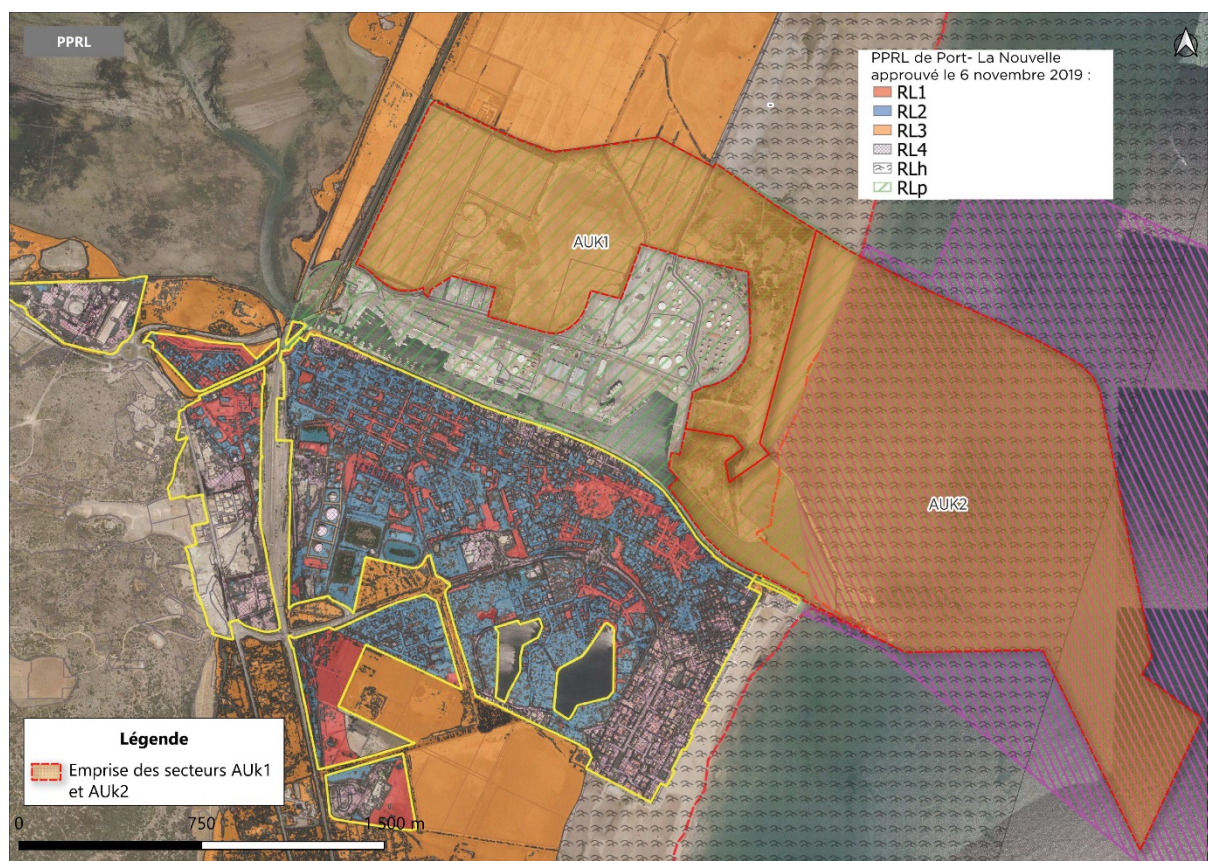 PPRL
PPRL de Port- La Nouvelle
approuvé le 6 novembre 2019 :
RL1
RL2
RL3
RL4
RLh
RLp
AUK1
AUK2
Légende
Emprise des secteurs AUk1
et AUk2
0 750 1 500 m